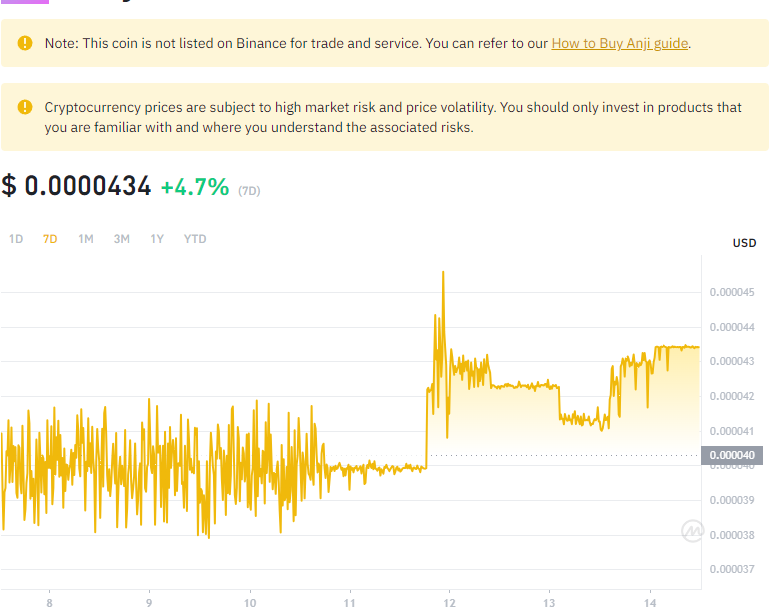 Note: This coin is not listed on Binance for trade and service. You can refer to our How to Buy Anji guide.
Cryptocurrency prices are subject to high market risk and price volatility. You should only invest in products that
you are familiar with and where you understand the associated risks.
$ 0.0000434 +4.7% (7D)
1D 7D 1M 3M 1Y YTD
USD
0.000045
0.000044
0.000043
0.000042
0.000041
0.000040
0.000040
0.000039
0.000038
0.000037
8 9 10 11 12 13 14